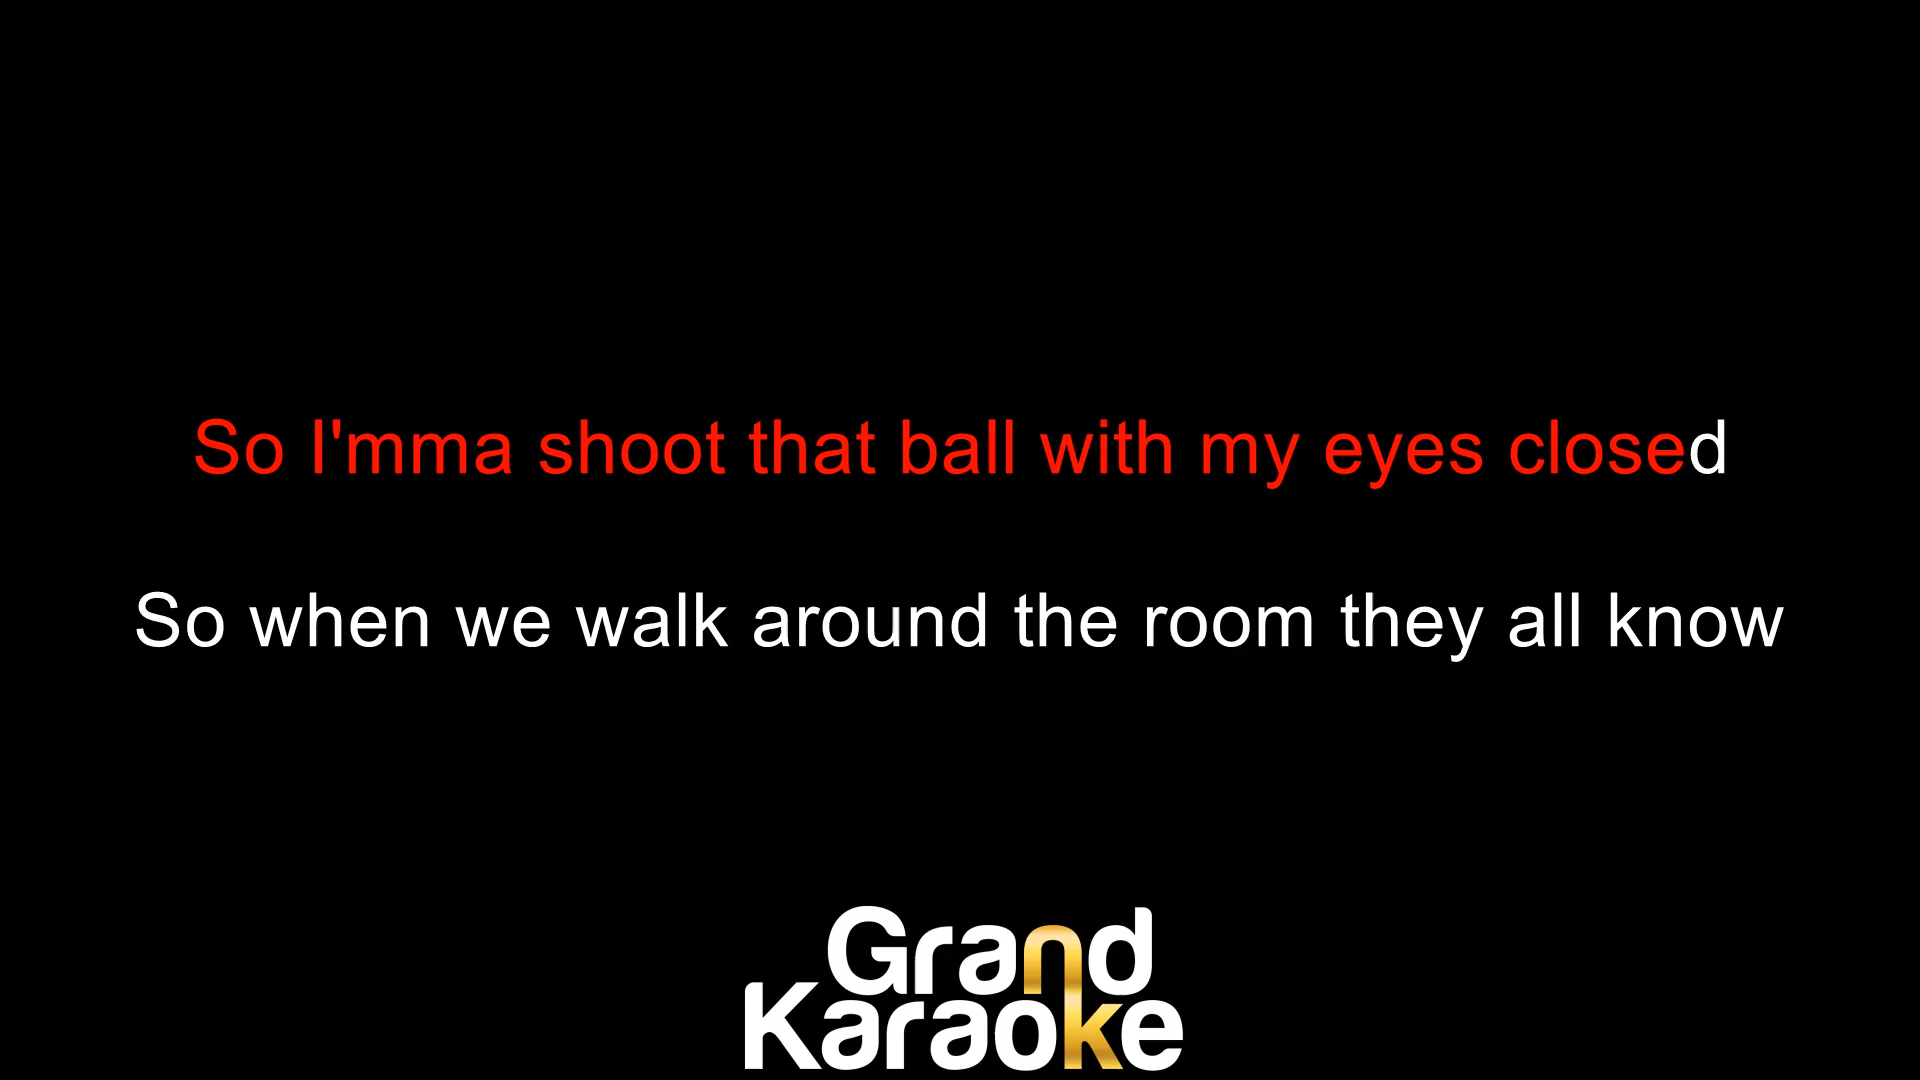 So I'mma shoot that ball with my eyes closed
So when we walk around the room they all know
Grand
Karaoke